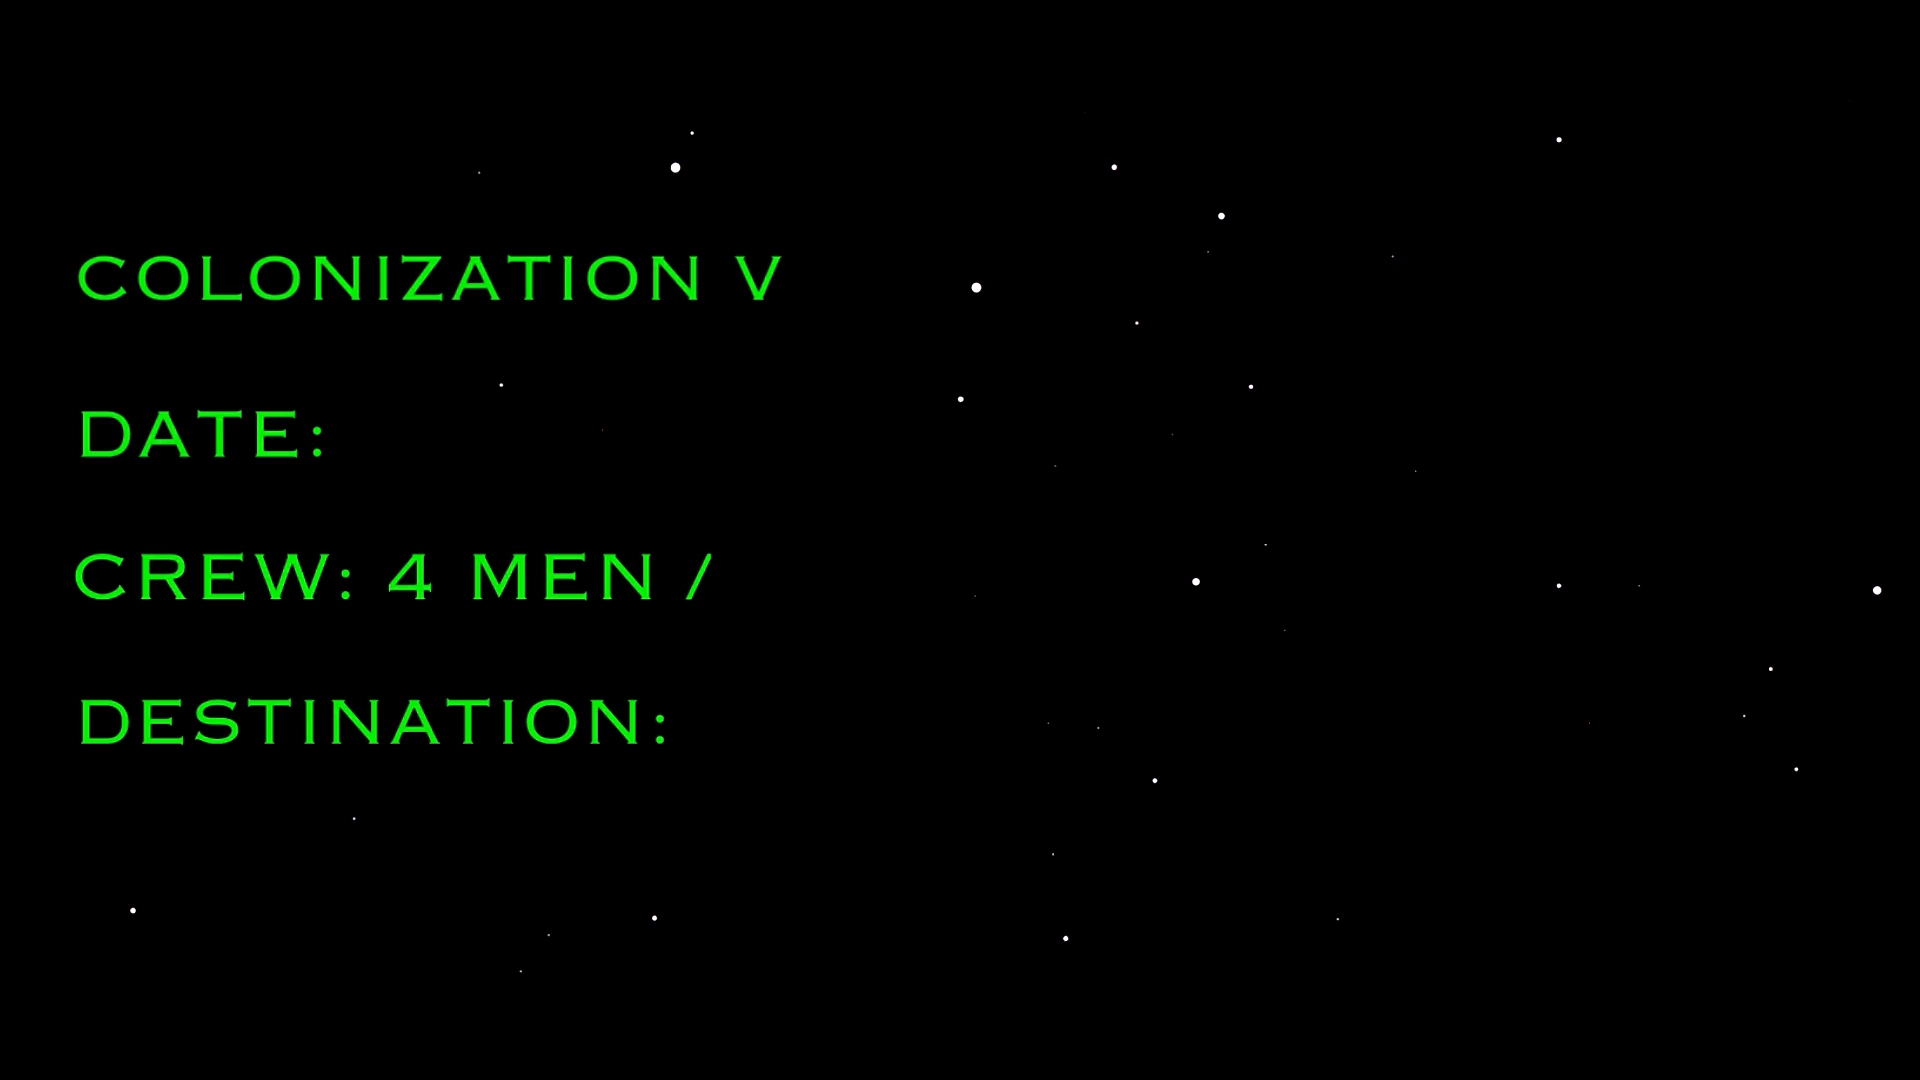 COLONIZATION V
DATE:
CREW: 4 MEN /
DESTINATION: